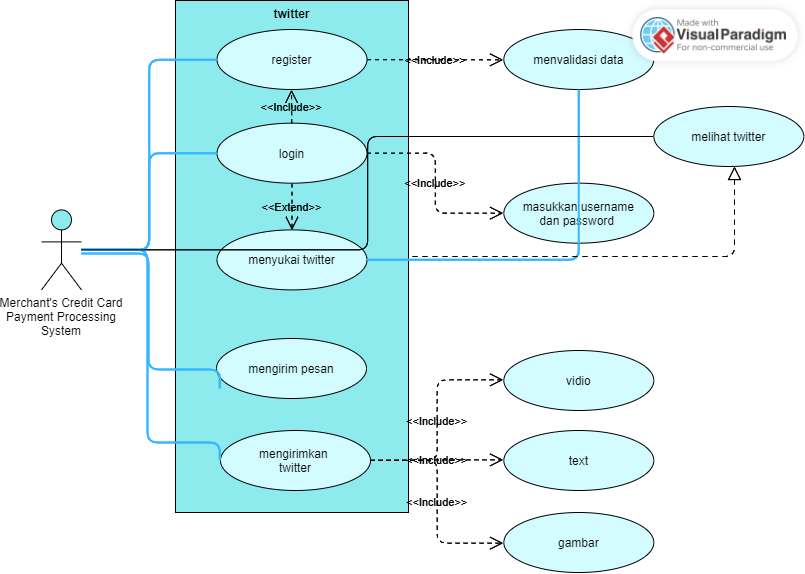 twitter
Made with
VisualParadigm
For non-commercial use
register
<<Include>>
menvalidasi data
<<Include>>
melihat twitter
login
<<Include>>
masukkan username
dan password
<<Extend>>
menyukai twitter
Merchant's Credit Card
Payment Processing
System
mengirim pesan
vidio
<<Include>>
mengirimkan
twitter
<<Include>>
text
<<Include>>
gambar